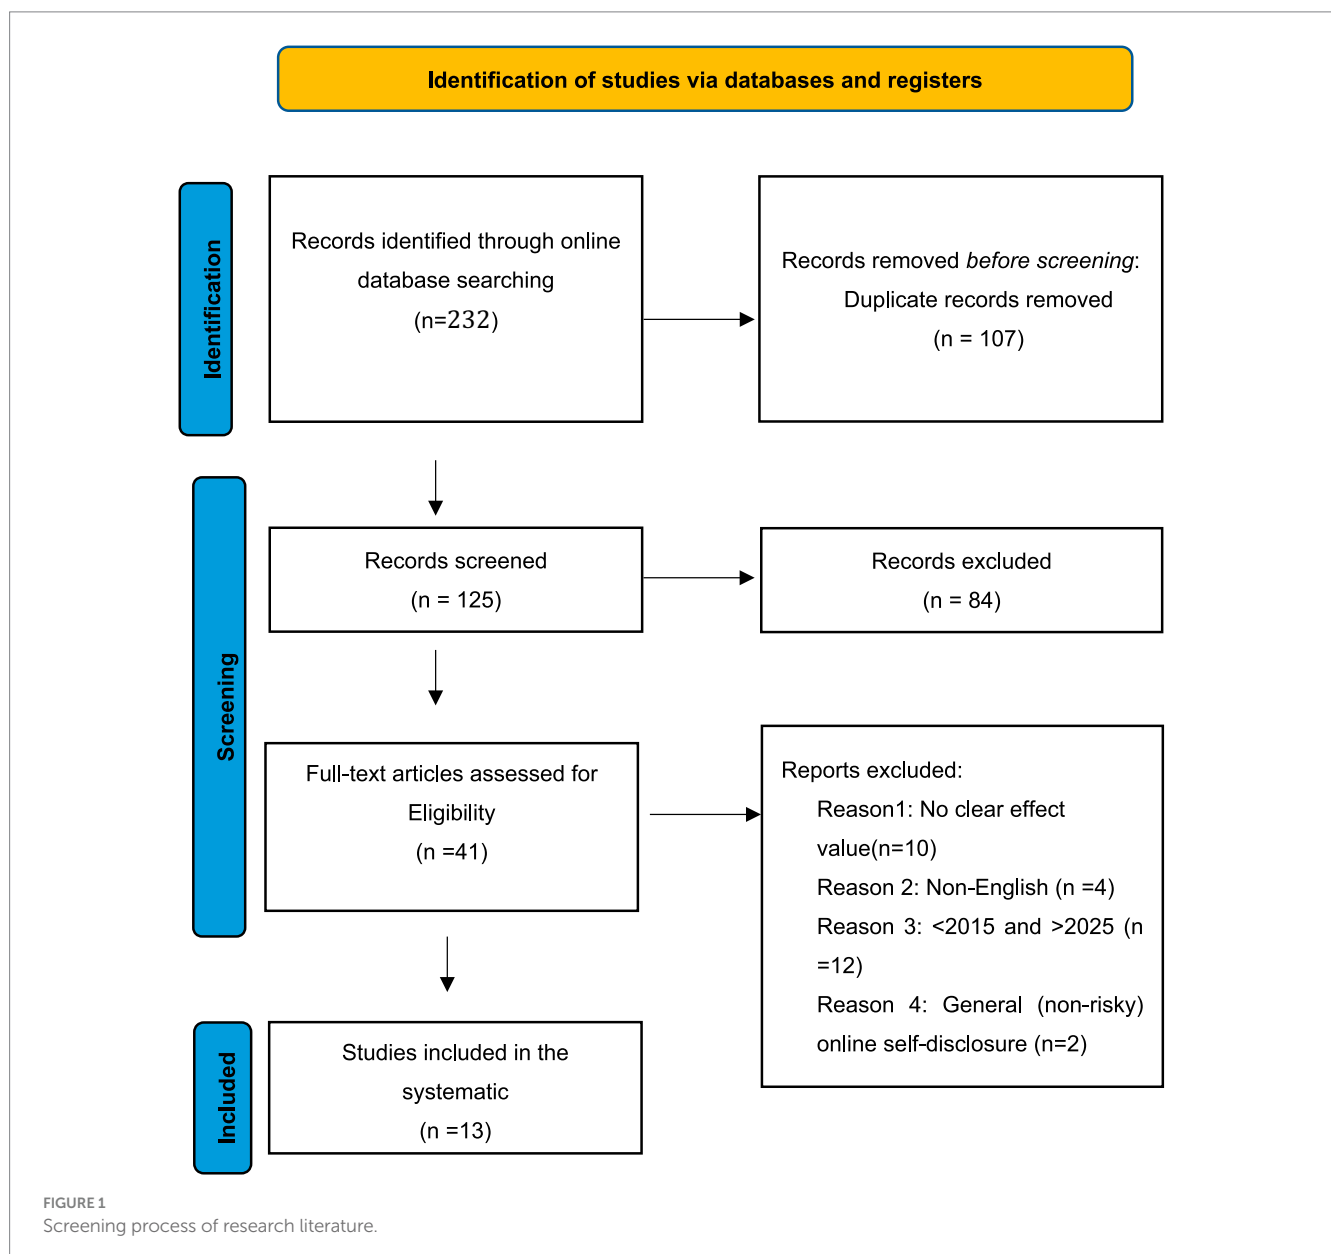 Identification of studies via databases and registers
Identification
Records identified through online
database searching
(n=232)
Records removed before screening:
Duplicate records removed
(n = 107)
Screening
Records screened
(n = 125)
Records excluded
(n = 84)
Full-text articles assessed for
Eligibility
(n =41)
Reports excluded:
Reason1: No clear effect
value(n=10)
Reason 2: Non-English (n =4)
Reason 3: <2015 and >2025 (n
=12)
Reason 4: General (non-risky)
online self-disclosure (n=2)
Included
Studies included in the
systematic
(n =13)
FIGURE 1
Screening process of research literature.